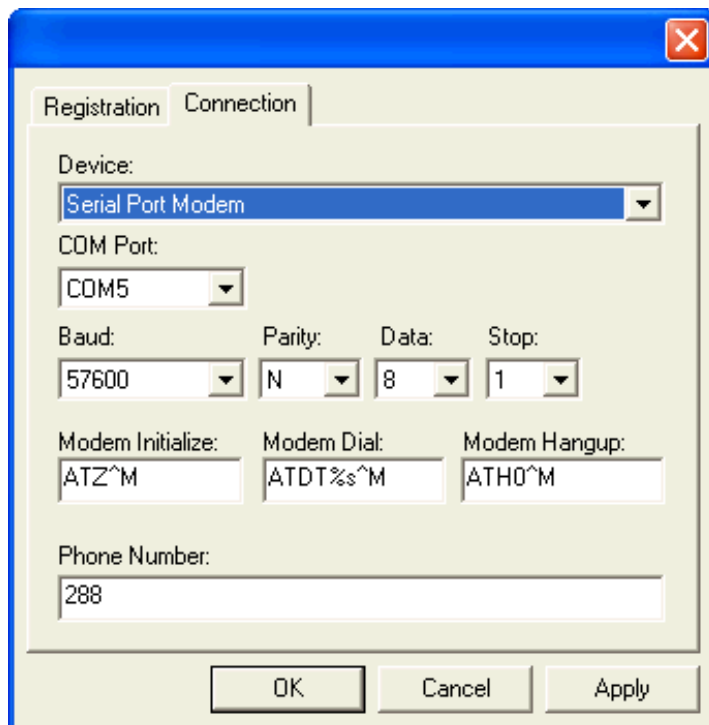 Registration Connection
Device:
Serial Port Modem
COM Port:
COM5
Baud: Parity: Data: Stop:
57600 N 8 1
Modem Initialize: Modem Dial: Modem Hangup:
ATZ^M ATDT%s^M ATH0^M
Phone Number:
288
OK Cancel Apply